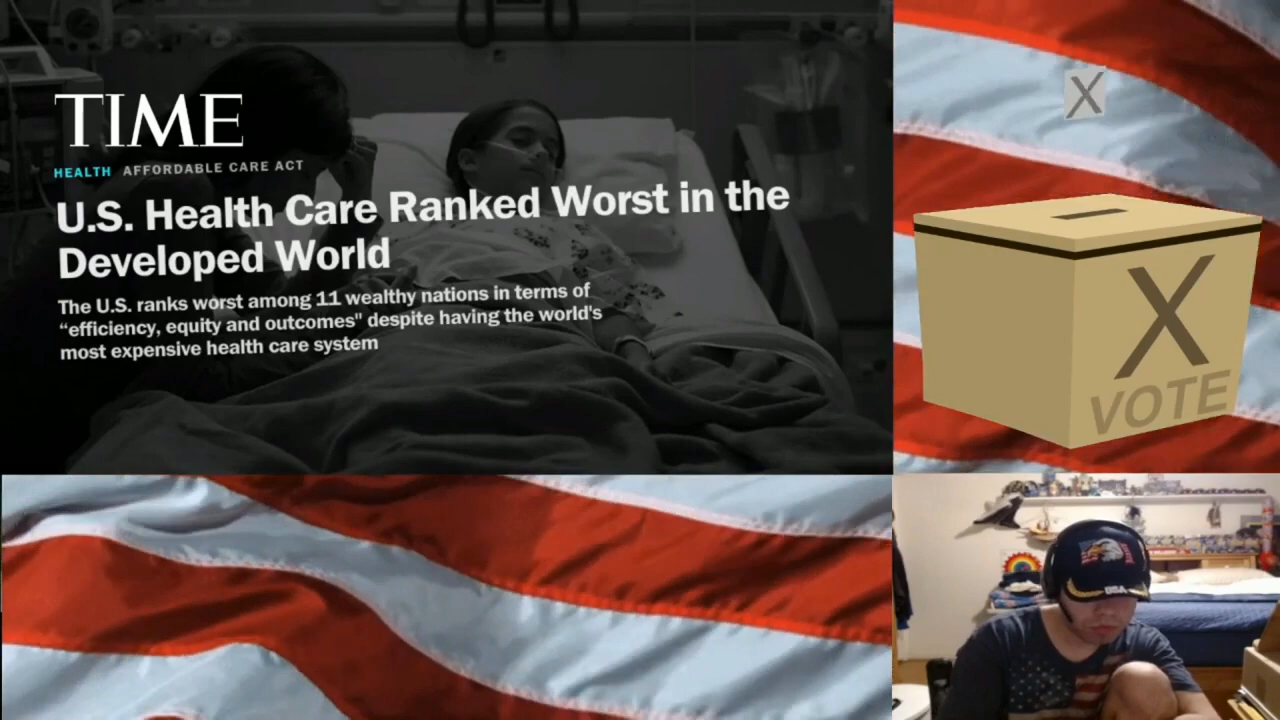 TIME
HEALTH AFFORDABLE CARE ACT
U.S. Health Care Ranked Worst in the
Developed World
The U.S. ranks worst among 11 wealthy nations in terms of
“efficiency, equity and outcomes" despite having the world's
most expensive health care system
X
X
VOTE
USA